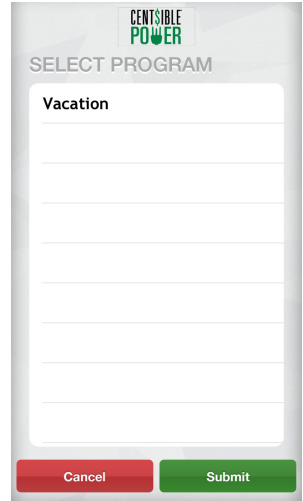 CENT$IBLE
POWER
SELECT PROGRAM
Vacation
Cancel
Submit